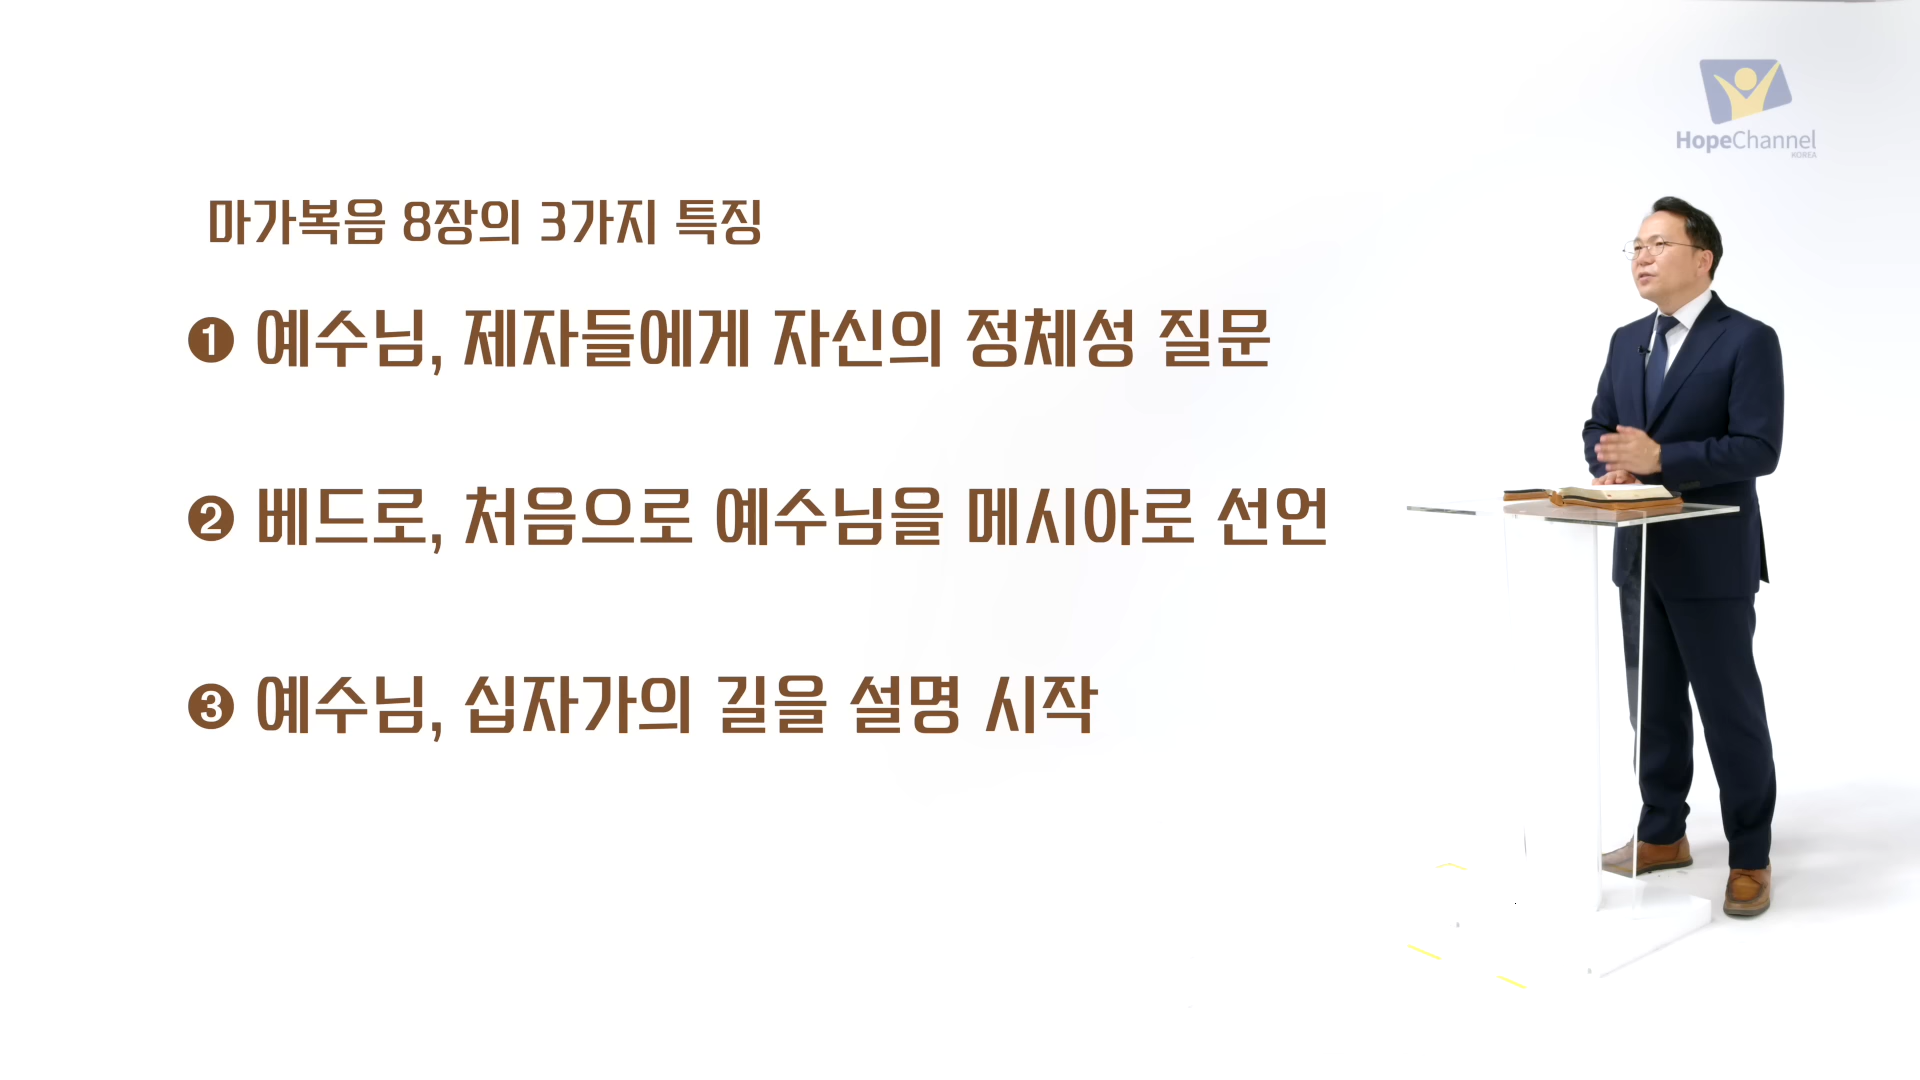 HopeChannel
KOREA
마가복음 8장의 3가지 특징
❶ 예수님, 제자들에게 자신의 정체성 질문
❷ 베드로, 처음으로 예수님을 메시아로 선언
❸ 예수님, 십자가의 길을 설명 시작